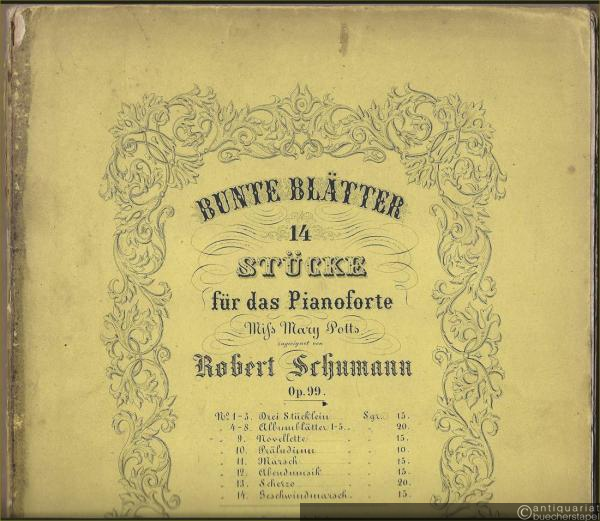 BUNTE BLÄTTER
14
STÜCKE
für das Pianoforte
Miſs Mary Potts
zugeeignet von
Robert Schumann
Op. 99.
No. 1-3. Drei Stücklein Sgr. 15.
" 4-8. Albumblätter 1-5. " 20.
" 9. Novellette " 15.
" 10. Präludium " 10.
" 11. Marsch " 15.
" 12. Abendmusik " 15.
" 13. Scherzo " 20.
" 14. Geschwindmarsch " 15.
©antiquariat
buecherstapel